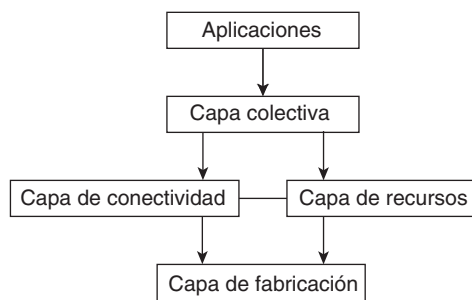 Aplicaciones
Capa colectiva
Capa de conectividad
Capa de recursos
Capa de fabricación